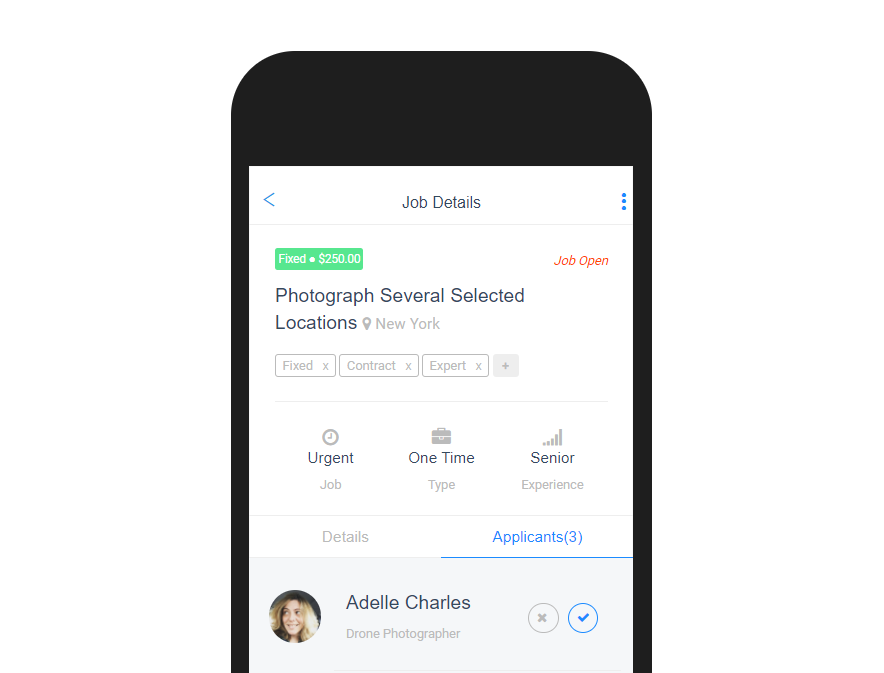 Job Details
Fixed ● $250.00
Job Open
Photograph Several Selected
Locations New York
Fixed x Contract x Expert x +
Urgent One Time Senior
Job Type Experience
Details Applicants(3)
Adelle Charles
Drone Photographer